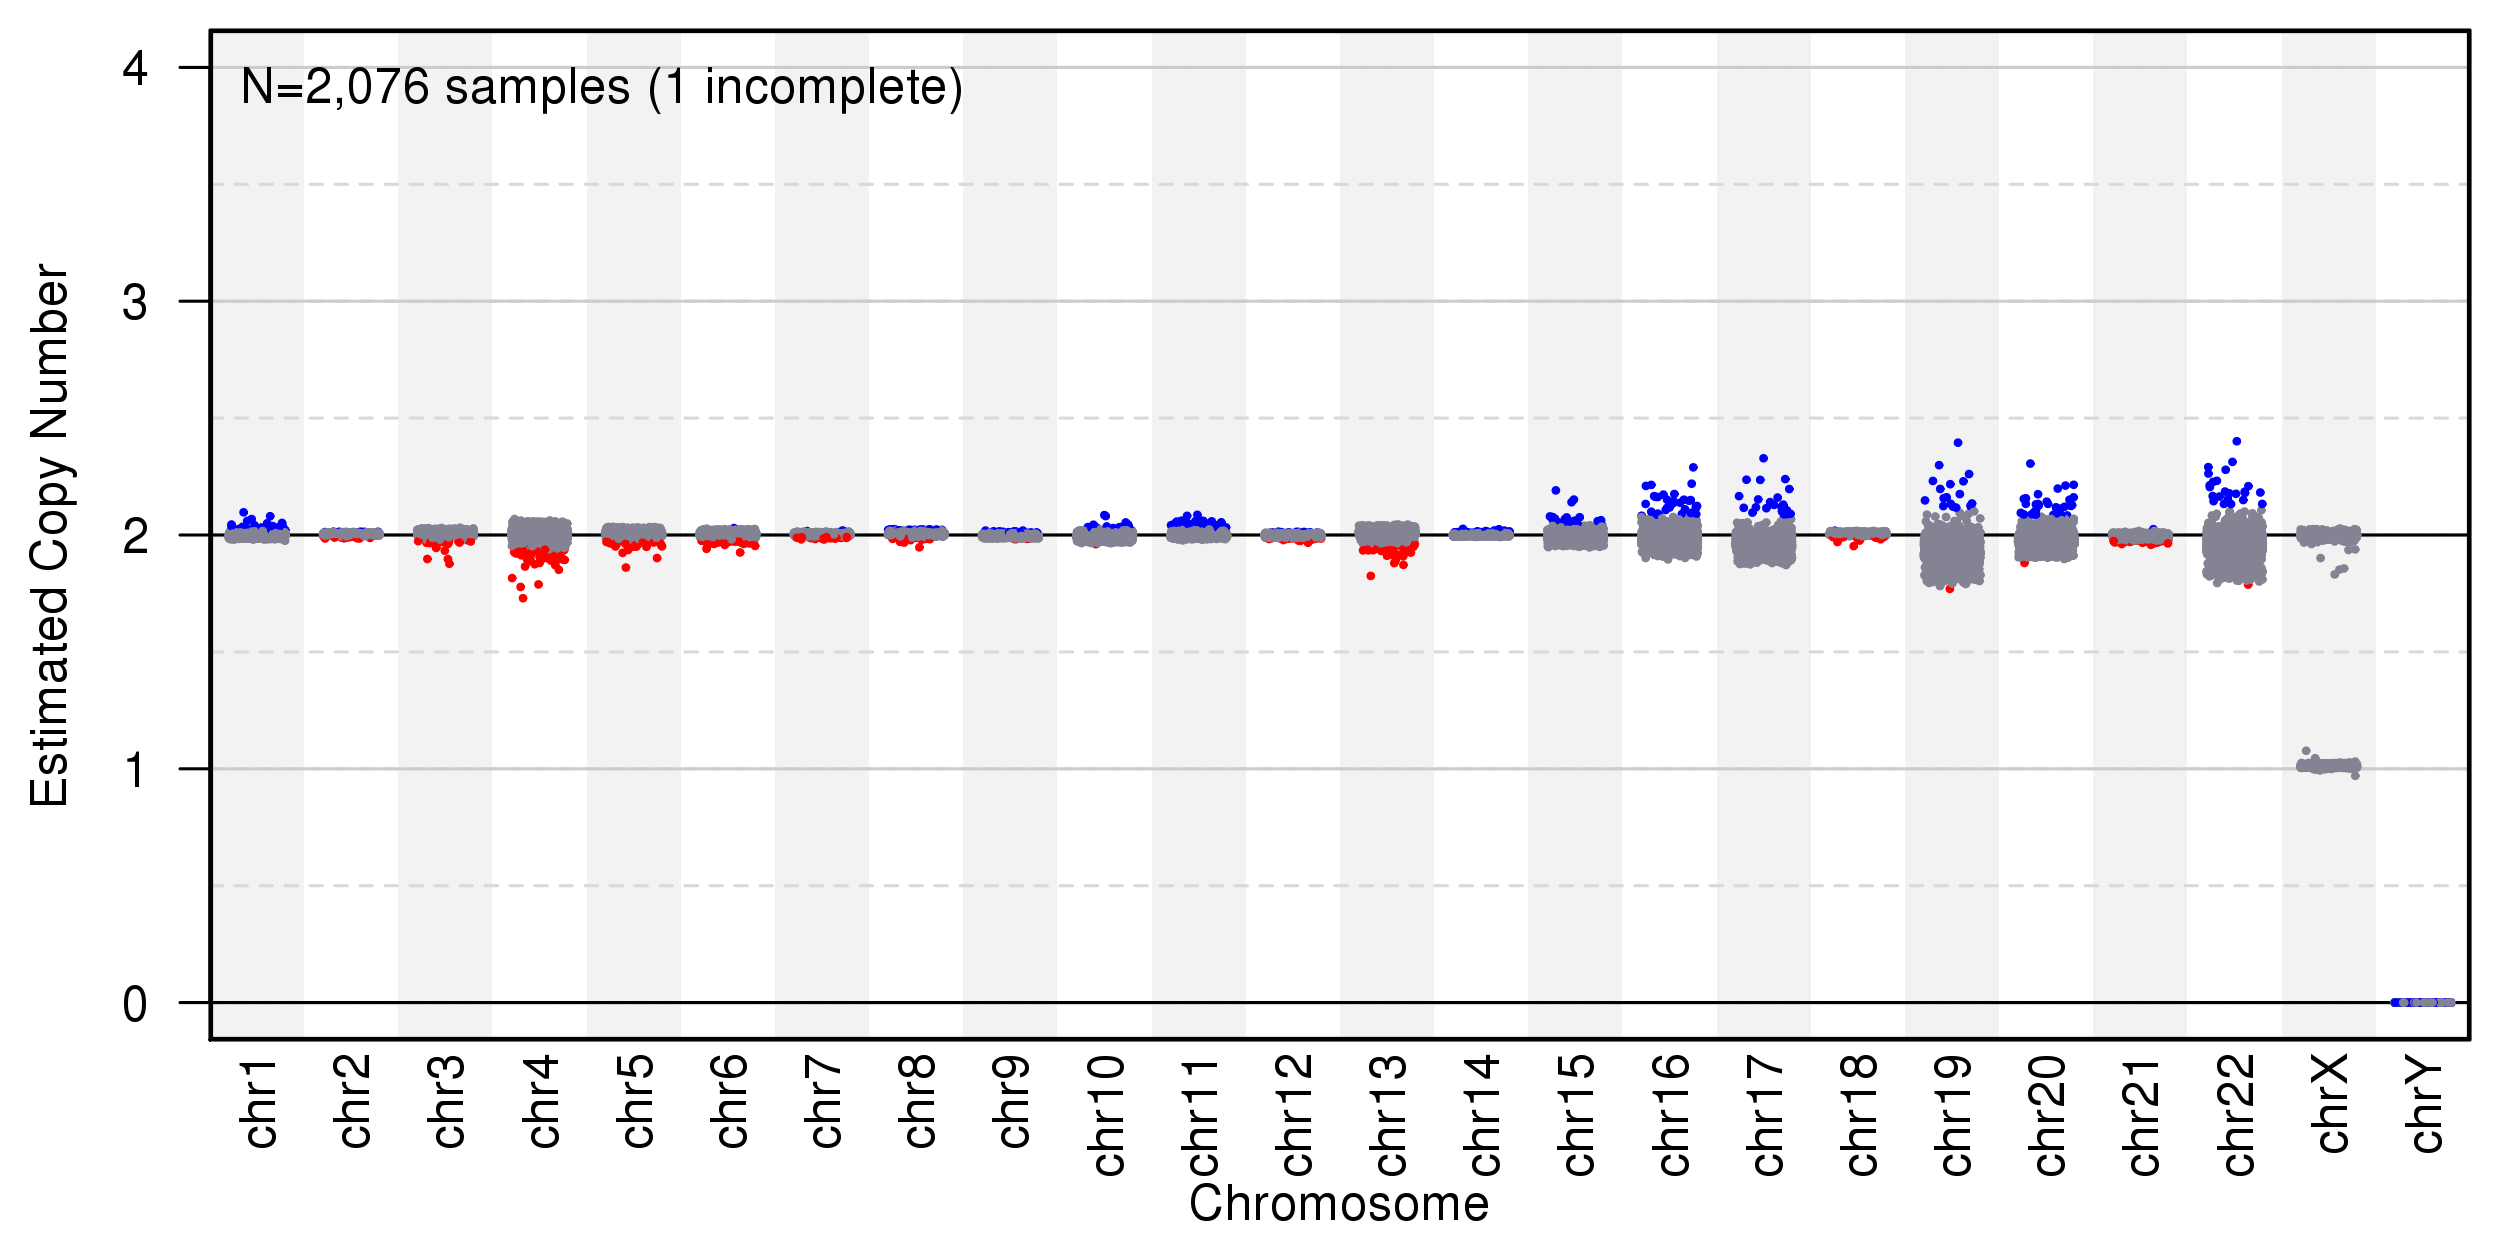 N=2,076 samples (1 incomplete)
Estimated Copy Number
4
3
2
1
0
chr1
chr2
chr3
chr4
chr5
chr6
chr7
chr8
chr9
chr10
chr11
chr12
chr13
chr14
chr15
chr16
chr17
chr18
chr19
chr20
chr21
chr22
chrX
chrY
Chromosome